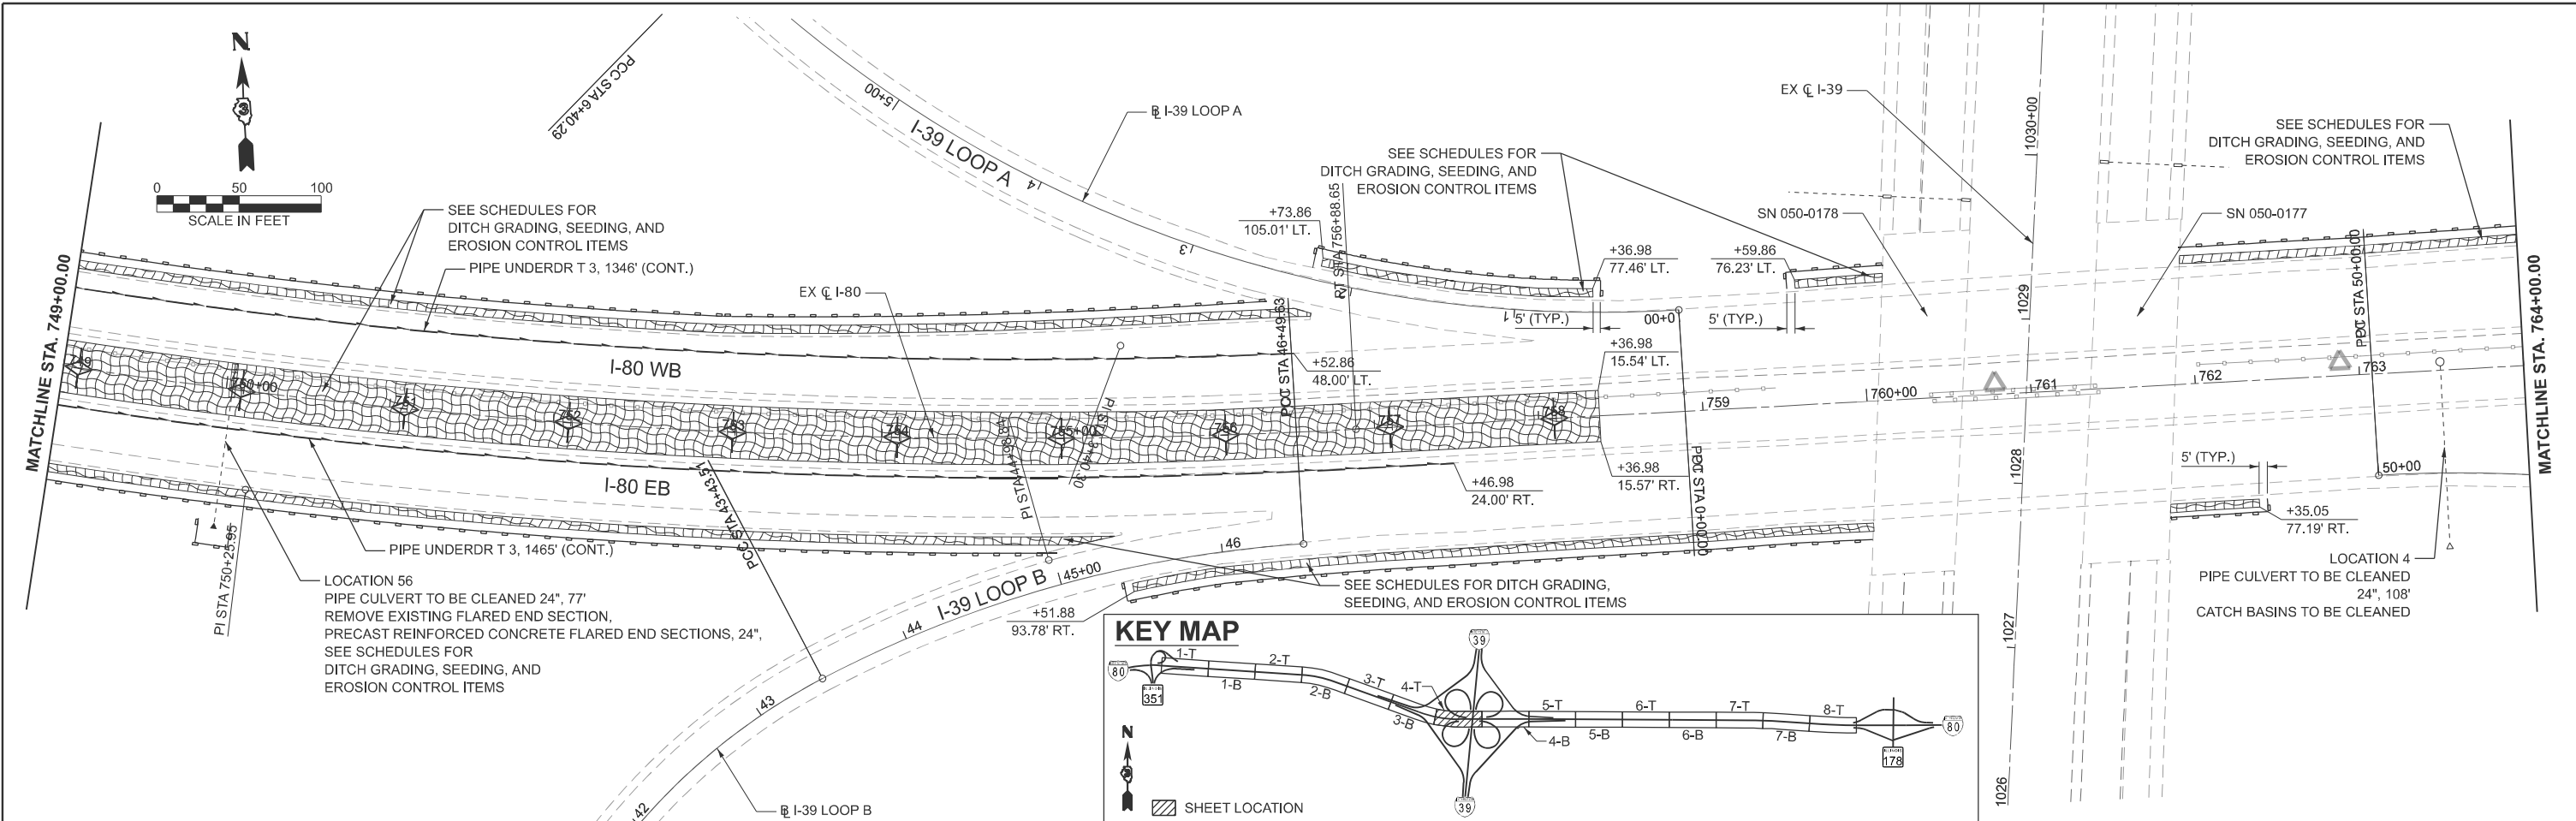 N
3
0 50 100
SCALE IN FEET
MATCHLINE STA. 749+00.00
SEE SCHEDULES FOR
DITCH GRADING, SEEDING, AND
EROSION CONTROL ITEMS
PIPE UNDERDR T 3, 1346' (CONT.)
PCC STA 6+40.29
5+00
I-39 LOOP A
4
3
2
1
0+00
℄ I-39 LOOP A
EX ℄ I-80
I-80 WB
I-80 EB
749
750+00
751
752
753
754
755+00
756
757
758
759
760+00
761
762
763
PI STA 750+25.95
PIPE UNDERDR T 3, 1465' (CONT.)
LOCATION 56
PIPE CULVERT TO BE CLEANED 24", 77'
REMOVE EXISTING FLARED END SECTION,
PRECAST REINFORCED CONCRETE FLARED END SECTIONS, 24",
SEE SCHEDULES FOR
DITCH GRADING, SEEDING, AND
EROSION CONTROL ITEMS
PCC STA 43+43.51
PI STA 3+40.30
STA 46+49.63
RT STA 756+88.65
+73.86
105.01' LT.
SEE SCHEDULES FOR
DITCH GRADING, SEEDING, AND
EROSION CONTROL ITEMS
+36.98
77.46' LT.
+59.86
76.23' LT.
5' (TYP.)
5' (TYP.)
+36.98
15.54' LT.
+52.86
48.00' LT.
+36.98
15.57' RT.
+46.98
24.00' RT.
STA 0+00.00
EX ℄ I-39
SN 050-0178
SN 050-0177
1030+00
1029
1028
1027
1026
SEE SCHEDULES FOR
DITCH GRADING, SEEDING, AND
EROSION CONTROL ITEMS
STA 50+00.00
50+00
5' (TYP.)
+35.05
77.19' RT.
LOCATION 4
PIPE CULVERT TO BE CLEANED
24", 108'
CATCH BASINS TO BE CLEANED
MATCHLINE STA. 764+00.00
I-39 LOOP B
42
43
44
45+00
46
+51.88
93.78' RT.
SEE SCHEDULES FOR DITCH GRADING,
SEEDING, AND EROSION CONTROL ITEMS
℄ I-39 LOOP B
KEY MAP
80
351
1-T
1-B
2-T
2-B
3-T
3-B
4-T
4-B
5-T
5-B
6-T
6-B
7-T
7-B
8-T
39
39
178
80
N
SHEET LOCATION